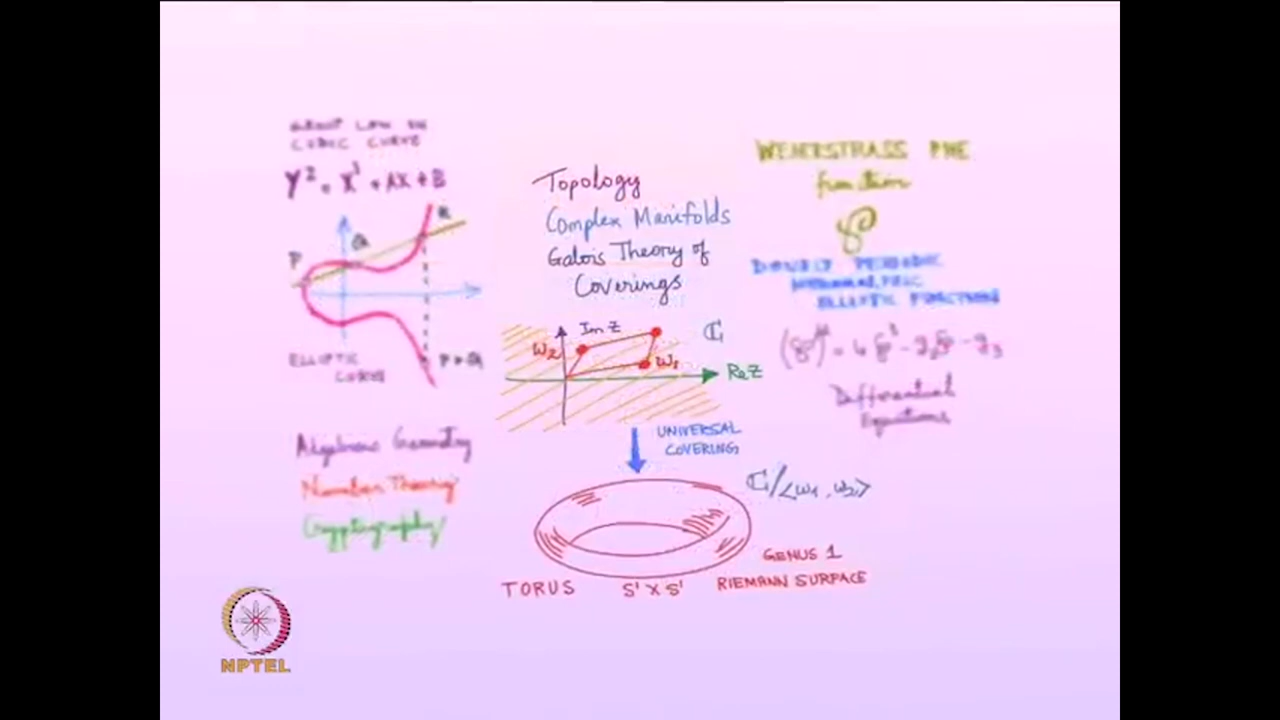 GROUP LAW ON
CUBIC CURVE
Y² = X³ + AX + B
R
Q
P
ELLIPTIC
CURVE
P+Q
Algebraic Geometry
Number Theory
Cryptography
Topology
Complex Manifolds
Galois Theory of
Coverings
Im Z
ℂ
ω₂
ω₁
Re Z
UNIVERSAL
COVERING
ℂ/<ω₁, ω₂>
GENUS 1
TORUS S¹ X S¹ RIEMANN SURFACE
WEIERSTRASS PHE
function
℘
DOUBLY PERIODIC
MEROMORPHIC
ELLIPTIC FUNCTION
= 4℘³ - g₂℘ - g₃
Differential
Equations
NPTEL